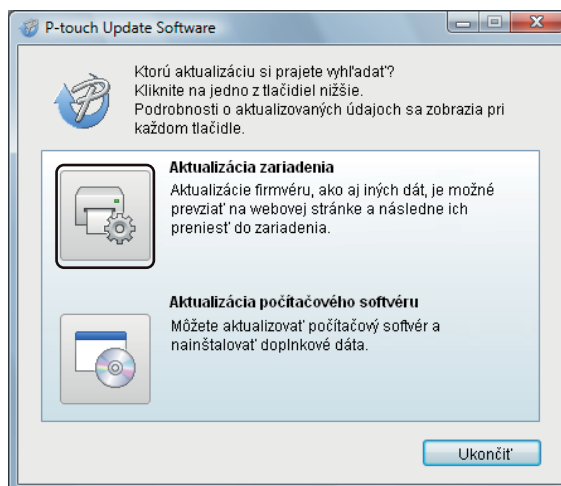 P-touch Update Software
Ktorú aktualizáciu si prajete vyhľadať?
Kliknite na jedno z tlačidiel nižšie.
Podrobnosti o aktualizovaných údajoch sa zobrazia pri
každom tlačidle.
Aktualizácia zariadenia
Aktualizácie firmvéru, ako aj iných dát, je možné
prevziať na webovej stránke a následne ich
preniesť do zariadenia.
Aktualizácia počítačového softvéru
Môžete aktualizovať počítačový softvér a
nainštalovať doplnkové dáta.
Ukončiť